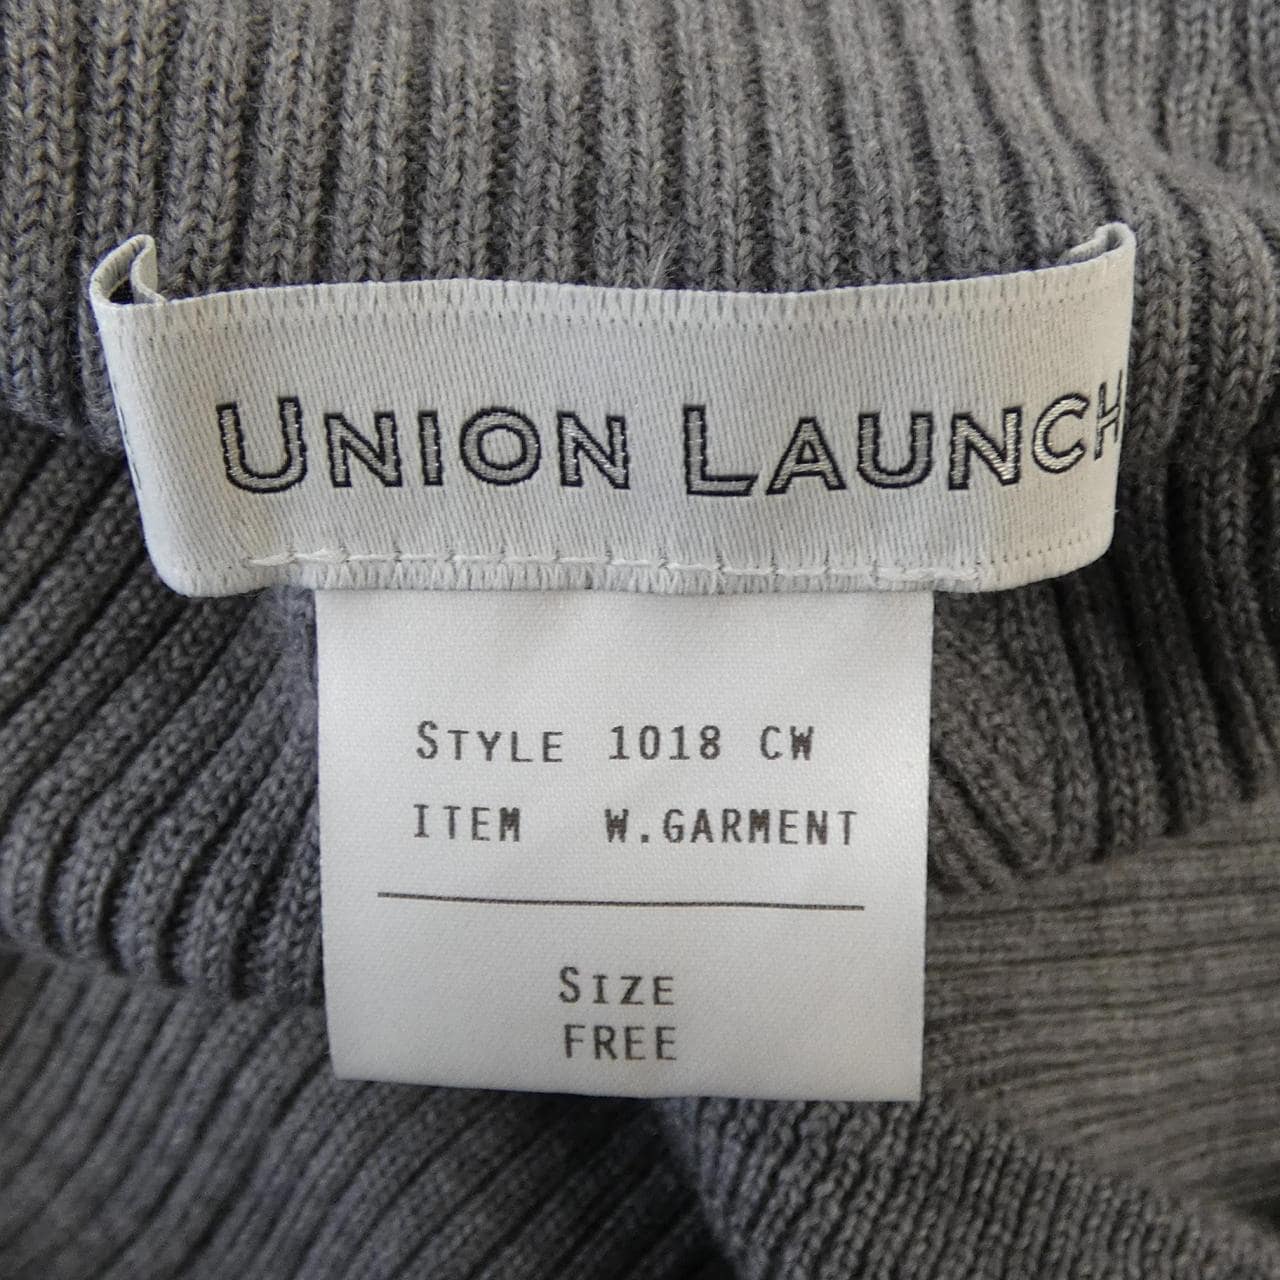 UNION LAUNCH
STYLE 1018 CW
ITEM W.GARMENT
SIZE
FREE